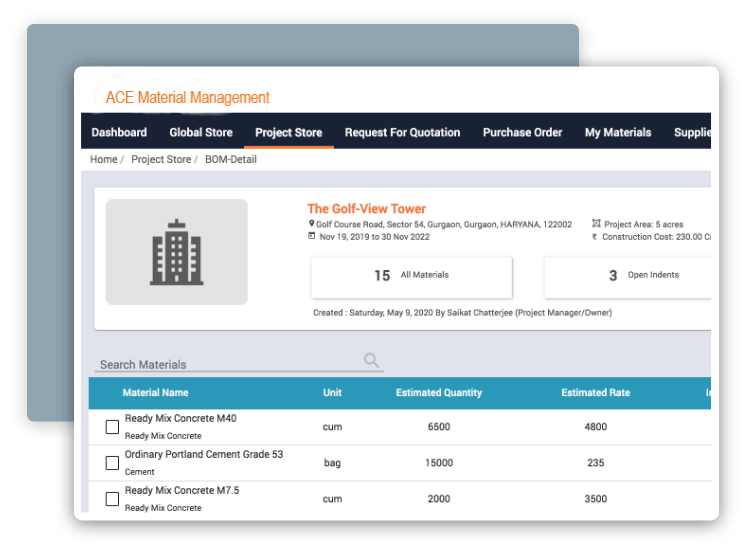 ACE Material Management
Dashboard Global Store Project Store Request For Quotation Purchase Order My Materials Supplie
Home / Project Store / BOM-Detail
The Golf-View Tower
Golf Course Road, Sector 54, Gurgaon, Gurgaon, HARYANA, 122002 Project Area: 5 acres
Nov 19, 2019 to 30 Nov 2022 ₹ Construction Cost: 230.00 C
15 All Materials 3 Open Indents
Created : Saturday, May 9, 2020 By Saikat Chatterjee (Project Manager/Owner)
Search Materials
Material Name Unit Estimated Quantity Estimated Rate
Ready Mix Concrete M40
Ready Mix Concrete
cum 6500 4800
Ordinary Portland Cement Grade 53
Cement
bag 15000 235
Ready Mix Concrete M7.5
Ready Mix Concrete
cum 2000 3500